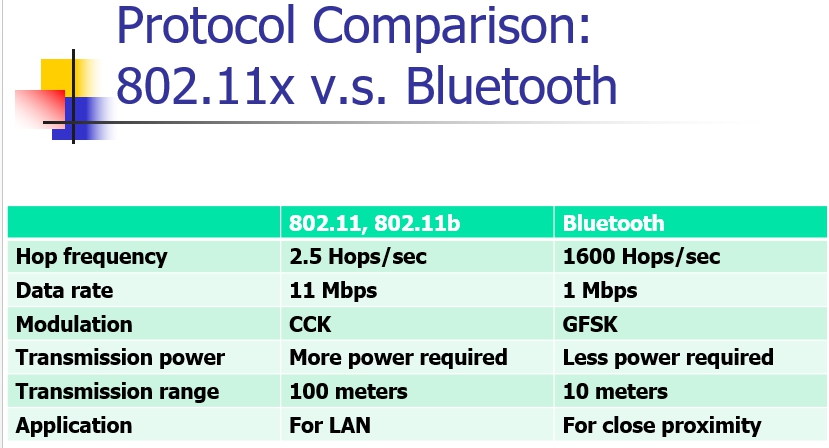 Protocol Comparison:
802.11x v.s. Bluetooth
802.11, 802.11b Bluetooth
Hop frequency 2.5 Hops/sec 1600 Hops/sec
Data rate 11 Mbps 1 Mbps
Modulation CCK GFSK
Transmission power More power required Less power required
Transmission range 100 meters 10 meters
Application For LAN For close proximity